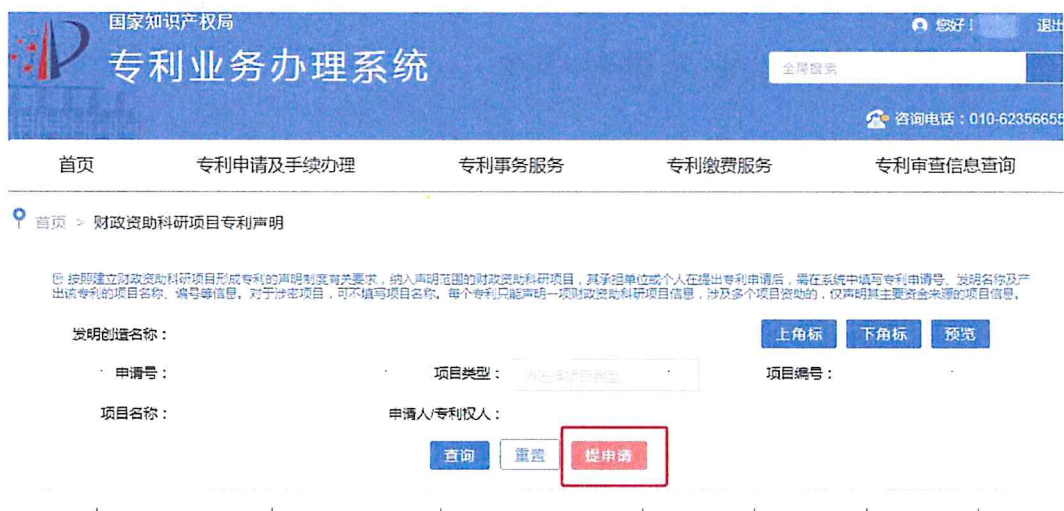 国家知识产权局
专利业务办理系统
您好！
退出
全局搜索
咨询电话：010-62356655
首页 专利申请及手续办理 专利事务服务 专利缴费服务 专利审查信息查询
首页 > 财政资助科研项目专利声明
按照建立财政资助科研项目形成专利的声明制度有关要求，纳入声明范围的财政资助科研项目，其承担单位或个人在提出专利申请后，需在系统中填写专利申请号、发明名称及产
出该专利的项目名称、编号等信息。对于涉密项目，可不填写项目名称。每个专利只能声明一项财政资助科研项目信息，涉及多个项目资助的，仅声明其主要资金来源的项目信息。
发明创造名称： 上角标 下角标 预览
申请号： 项目类型： 请选择项目类型 项目编号：
项目名称： 申请人/专利权人：
查询 重置 提申请